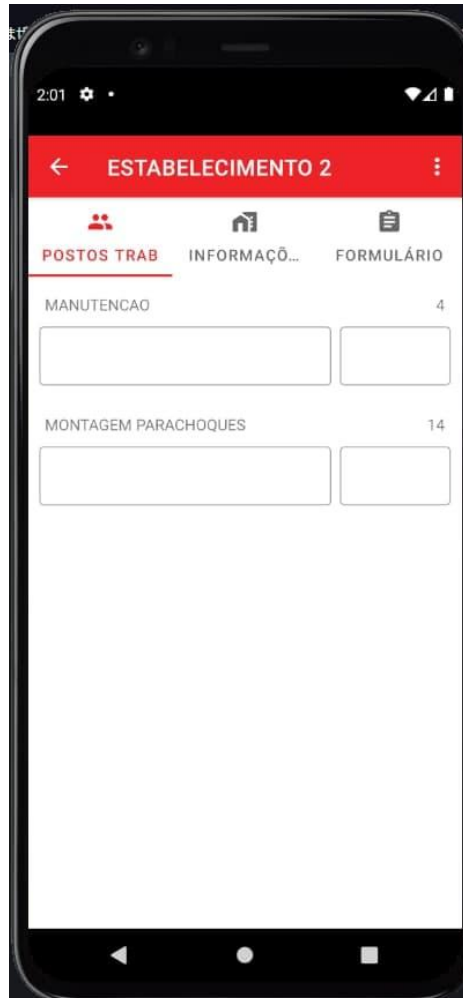 2:01
ESTABELECIMENTO 2
POSTOS TRAB
INFORMAÇÕ...
FORMULÁRIO
MANUTENCAO 4
MONTAGEM PARACHOQUES 14